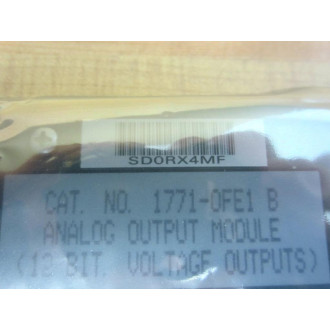 SD0RX4MF
CAT. NO. 1771-OFE1 B
ANALOG OUTPUT MODULE
(12 BIT, VOLTAGE OUTPUTS)